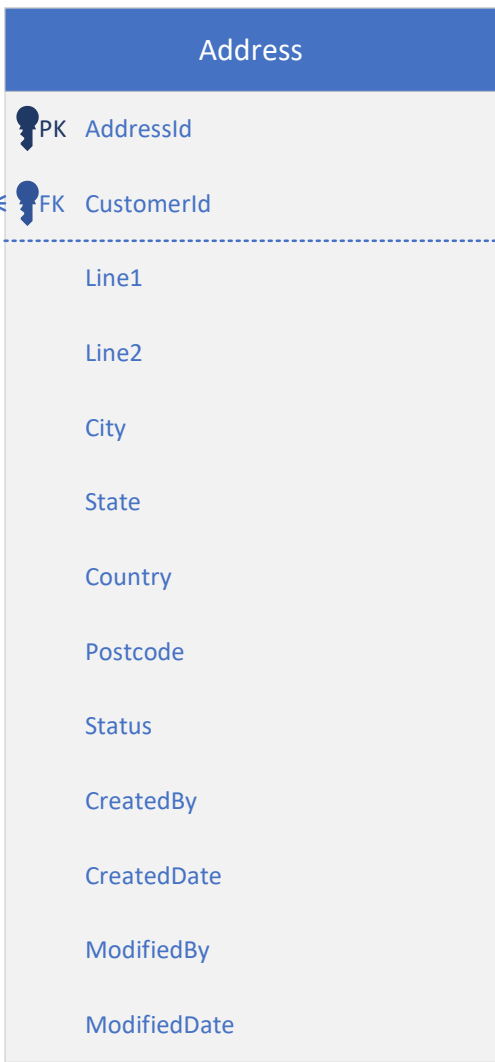 Address
PK AddressId
FK CustomerId
Line1
Line2
City
State
Country
Postcode
Status
CreatedBy
CreatedDate
ModifiedBy
ModifiedDate